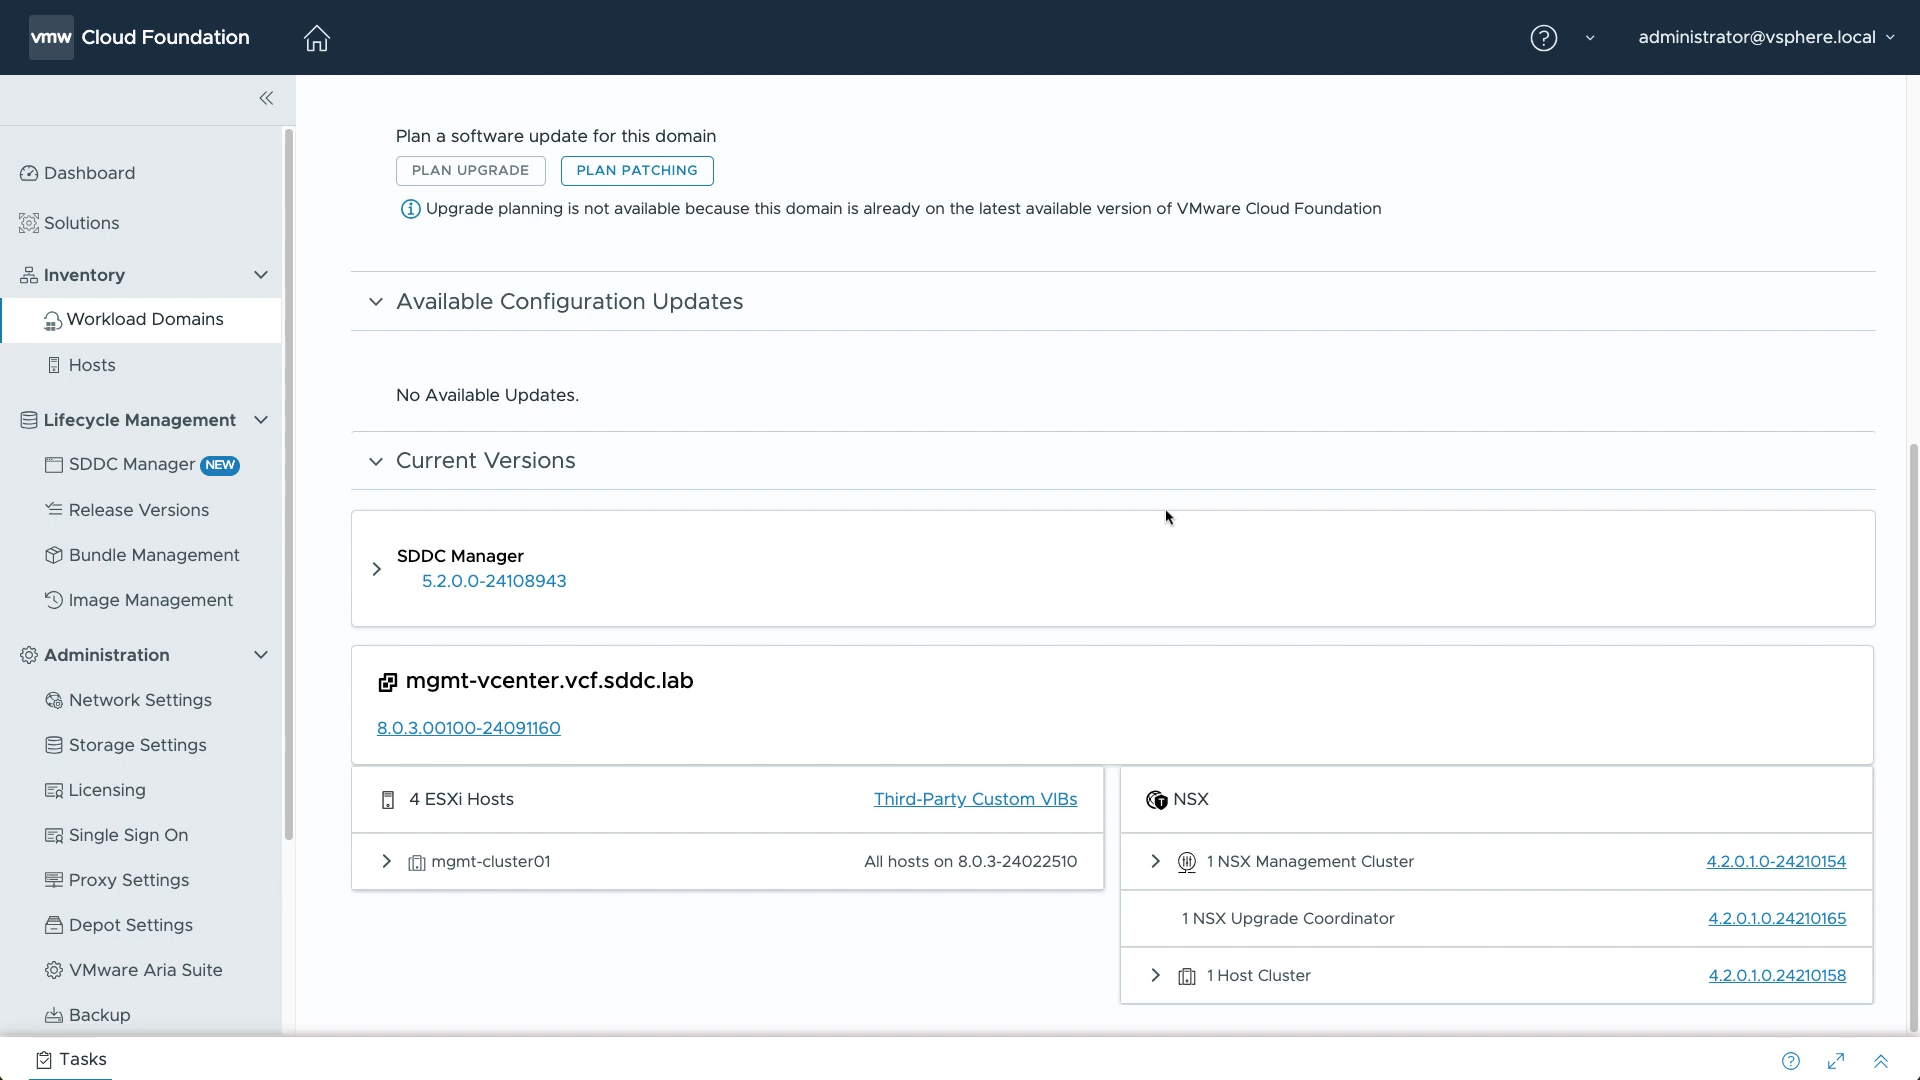 vmw Cloud Foundation
administrator@vsphere.local
Dashboard
Solutions
Inventory
Workload Domains
Hosts
Lifecycle Management
SDDC Manager NEW
Release Versions
Bundle Management
Image Management
Administration
Network Settings
Storage Settings
Licensing
Single Sign On
Proxy Settings
Depot Settings
VMware Aria Suite
Backup
Plan a software update for this domain
PLAN UPGRADE PLAN PATCHING
Upgrade planning is not available because this domain is already on the latest available version of VMware Cloud Foundation
Available Configuration Updates
No Available Updates.
Current Versions
SDDC Manager
5.2.0.0-24108943
mgmt-vcenter.vcf.sddc.lab
8.0.3.00100-24091160
4 ESXi Hosts Third-Party Custom VIBs
mgmt-cluster01 All hosts on 8.0.3-24022510
NSX
1 NSX Management Cluster 4.2.0.1.0-24210154
1 NSX Upgrade Coordinator 4.2.0.1.0.24210165
1 Host Cluster 4.2.0.1.0.24210158
Tasks